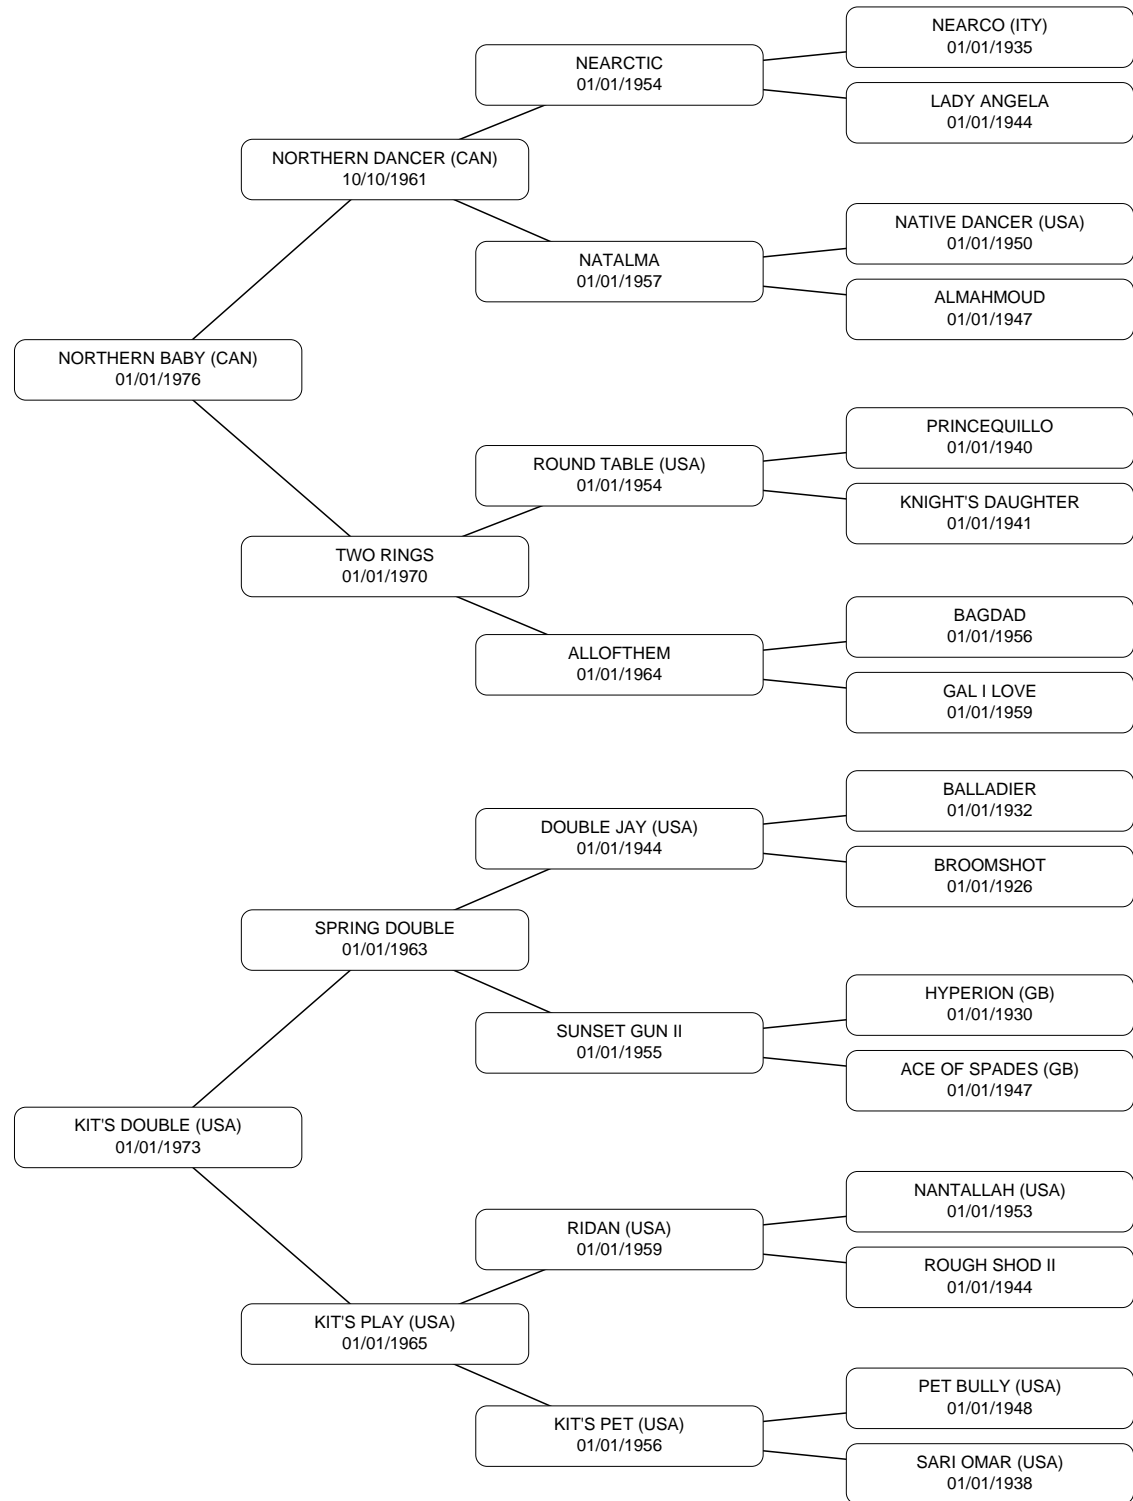 NEARCO (ITY)
01/01/1935
NEARCTIC
01/01/1954
LADY ANGELA
01/01/1944
NORTHERN DANCER (CAN)
10/10/1961
NATIVE DANCER (USA)
01/01/1950
NATALMA
01/01/1957
ALMAHMOUD
01/01/1947
NORTHERN BABY (CAN)
01/01/1976
PRINCEQUILLO
01/01/1940
ROUND TABLE (USA)
01/01/1954
KNIGHT'S DAUGHTER
01/01/1941
TWO RINGS
01/01/1970
BAGDAD
01/01/1956
ALLOFTHEM
01/01/1964
GAL I LOVE
01/01/1959
BALLADIER
01/01/1932
DOUBLE JAY (USA)
01/01/1944
BROOMSHOT
01/01/1926
SPRING DOUBLE
01/01/1963
HYPERION (GB)
01/01/1930
SUNSET GUN II
01/01/1955
ACE OF SPADES (GB)
01/01/1947
KIT'S DOUBLE (USA)
01/01/1973
NANTALLAH (USA)
01/01/1953
RIDAN (USA)
01/01/1959
ROUGH SHOD II
01/01/1944
KIT'S PLAY (USA)
01/01/1965
PET BULLY (USA)
01/01/1948
KIT'S PET (USA)
01/01/1956
SARI OMAR (USA)
01/01/1938